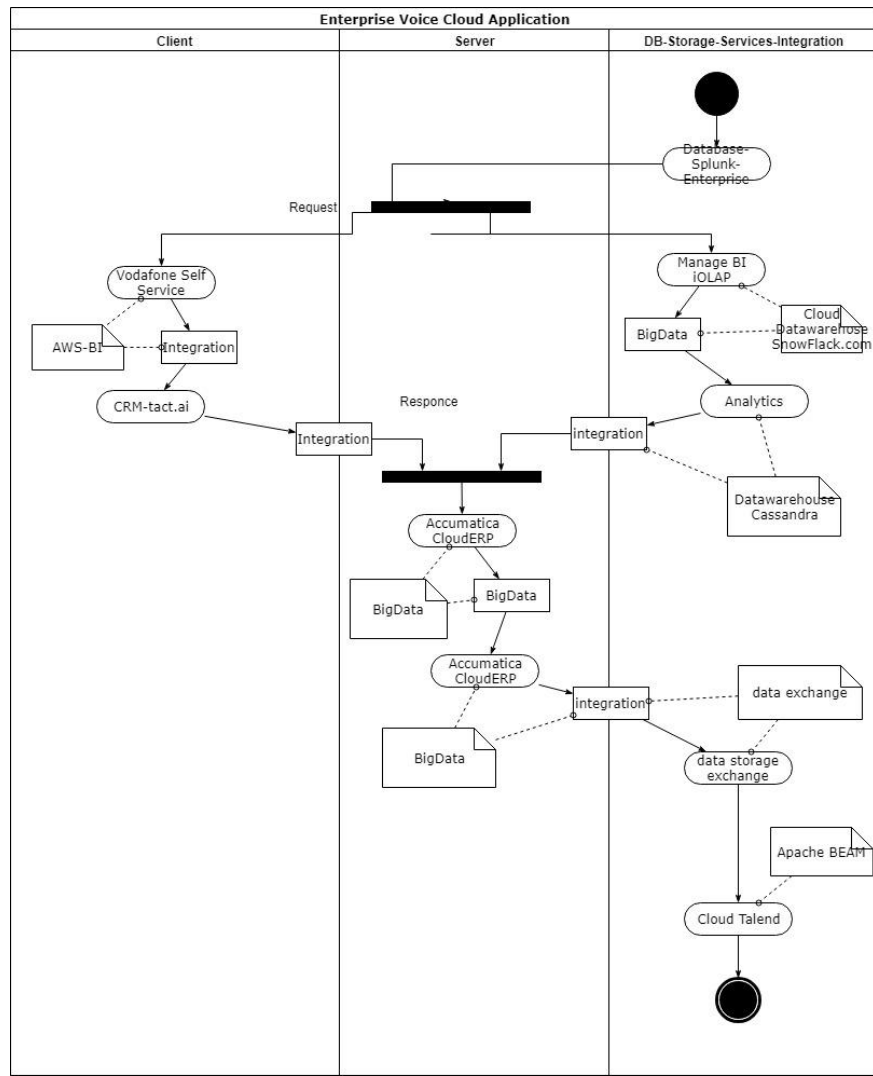 Enterprise Voice Cloud Application
Client
Server
DB-Storage-Services-Integration
Database-
Splunk-
Enterprise
Request
Vodafone Self
Service
Manage BI
iOLAP
AWS-BI
Integration
BigData
Cloud
Datawarehose
SnowFlack.com
CRM-tact.ai
Responce
Analytics
Integration
integration
Datawarehouse
Cassandra
Accumatica
CloudERP
BigData
BigData
Accumatica
CloudERP
integration
data exchange
BigData
data storage
exchange
Apache BEAM
Cloud Talend